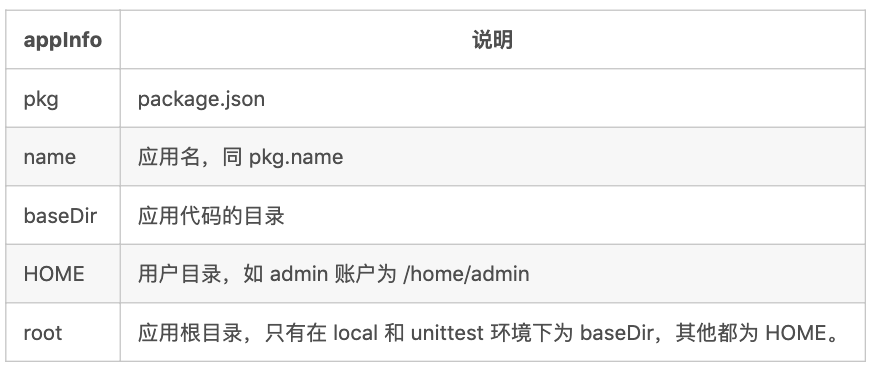 appInfo 说明
pkg package.json
name 应用名，同 pkg.name
baseDir 应用代码的目录
HOME 用户目录，如 admin 账户为 /home/admin
root 应用根目录，只有在 local 和 unittest 环境下为 baseDir，其他都为 HOME。